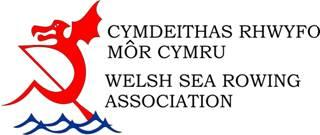 CYMDEITHAS RHWYFO
MÔR CYMRU
WELSH SEA ROWING
ASSOCIATION